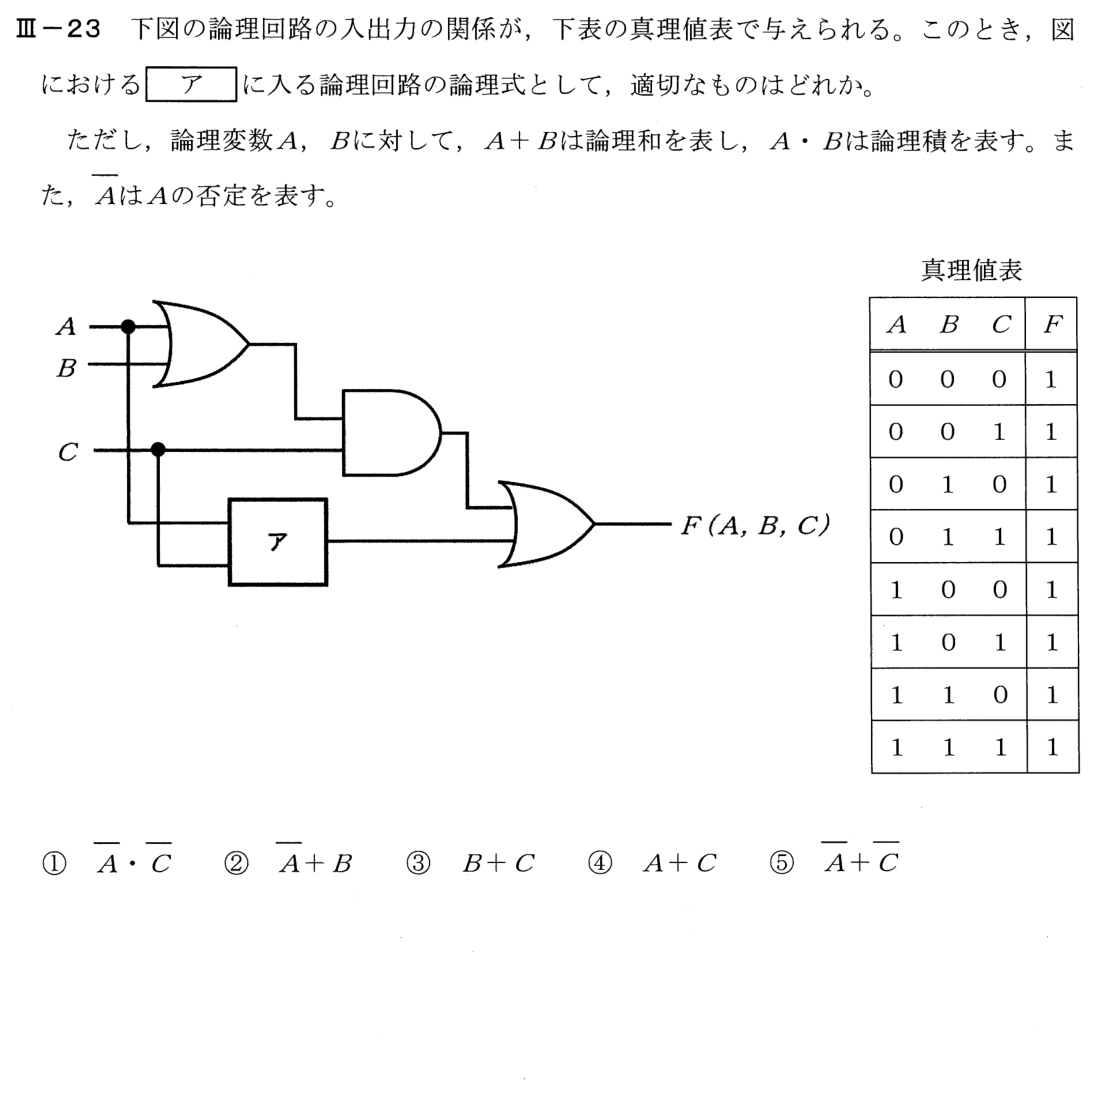 Ⅲ－23　下図の論理回路の入出力の関係が，下表の真理値表で与えられる。このとき，図
における ア に入る論理回路の論理式として，適切なものはどれか。
ただし，論理変数A，Bに対して，A＋Bは論理和を表し，A・Bは論理積を表す。ま
た，A̅はAの否定を表す。
真理値表
A B C F
0 0 0 1
0 0 1 1
0 1 0 1
0 1 1 1
1 0 0 1
1 0 1 1
1 1 0 1
1 1 1 1
A
B
C
ア
F (A, B, C)
① A̅・C̅　② A̅＋B　③ B＋C　④ A＋C　⑤ A̅＋C̅